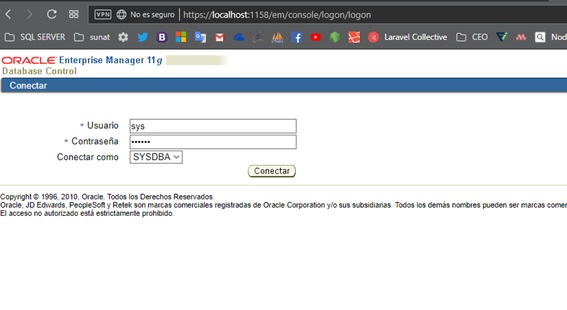 VPN No es seguro https://localhost:1158/em/console/logon/logon
SQL SERVER sunat Laravel Collective CEO Nod
ORACLE Enterprise Manager 11g
Database Control
Conectar
* Usuario sys
* Contraseña ••••••
Conectar como SYSDBA
Conectar
Copyright © 1996, 2010, Oracle. Todos los Derechos Reservados.
Oracle, JD Edwards, PeopleSoft y Retek son marcas comerciales registradas de Oracle Corporation y/o sus subsidiarias. Todos los demás nombres pueden ser marcas comer
El acceso no autorizado está estrictamente prohibido.